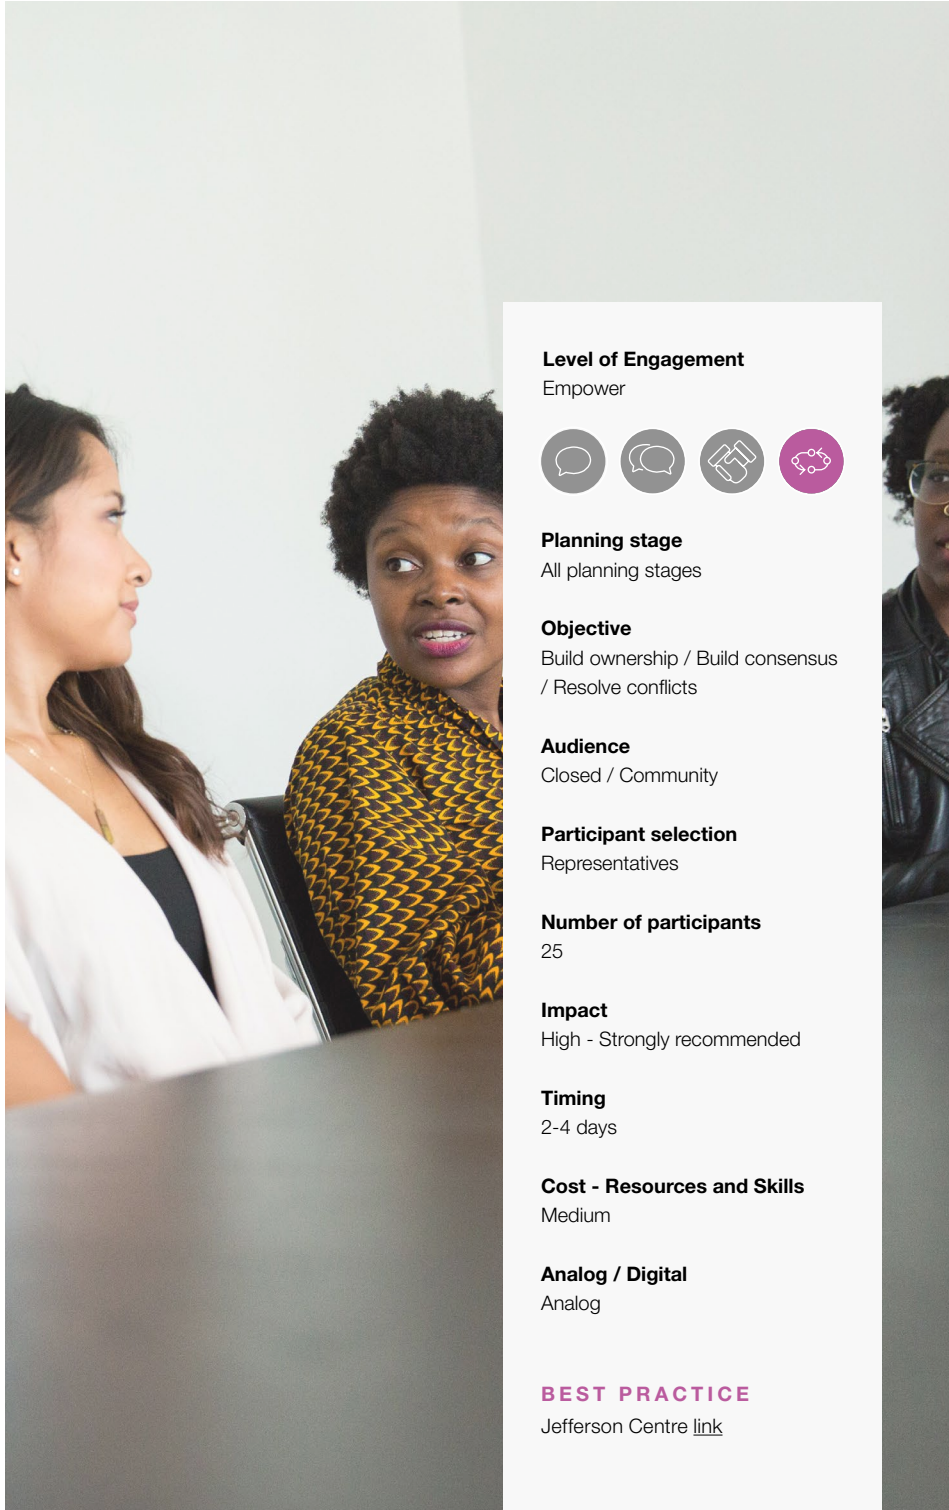 Level of Engagement
Empower
Planning stage
All planning stages
Objective
Build ownership / Build consensus
/ Resolve conflicts
Audience
Closed / Community
Participant selection
Representatives
Number of participants
25
Impact
High - Strongly recommended
Timing
2-4 days
Cost - Resources and Skills
Medium
Analog / Digital
Analog
BEST PRACTICE
Jefferson Centre link